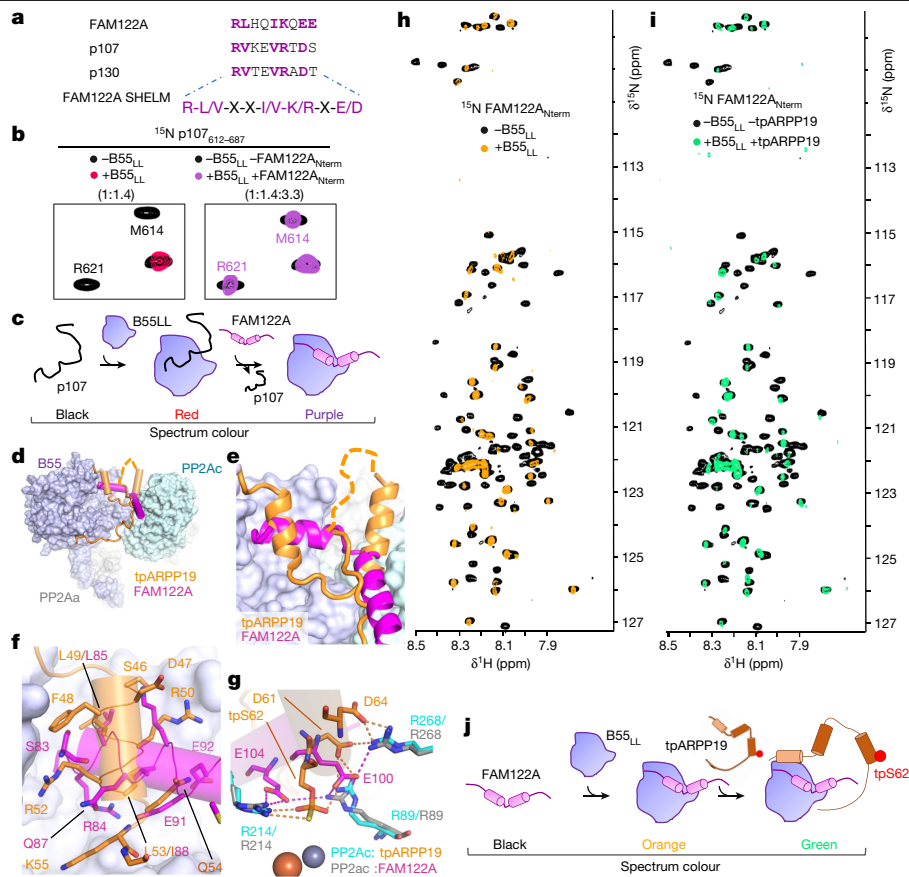 a
FAM122A RLHQIKQEE
p107 RVKEVRTDS
p130 RVTEVRADT
FAM122A SHELM R-L/V-X-X-I/V-K/R-X-E/D
b
15N p107612–687
−B55LL −B55LL −FAM122ANterm
+B55LL +B55LL +FAM122ANterm
(1:1.4) (1:1.4:3.3)
M614 M614
R621 R621
c
B55LL FAM122A
p107 p107
Black Red Purple
Spectrum colour
d
B55 PP2Ac
tpARPP19
PP2Aa FAM122A
e
tpARPP19
FAM122A
f
L49/L85 S46 D47
F48 R50
S83 E92
R52
Q87 R84 E91
K55 L53/I88 Q54
g
D61 D64
tpS62
R268/
R268
E104
E100
R214/
R214
R89/R89
PP2Ac: tpARPP19
PP2ac :FAM122A
h
15N FAM122ANterm
−B55LL
+B55LL
δ15N (ppm)
113
115
117
119
121
123
125
127
8.5 8.3 8.1 7.9
δ1H (ppm)
i
15N FAM122ANterm
−B55LL −tpARPP19
+B55LL +tpARPP19
δ15N (ppm)
113
115
117
119
121
123
125
127
8.5 8.3 8.1 7.9
δ1H (ppm)
j
B55LL tpARPP19
FAM122A tpS62
Black Orange Green
Spectrum colour